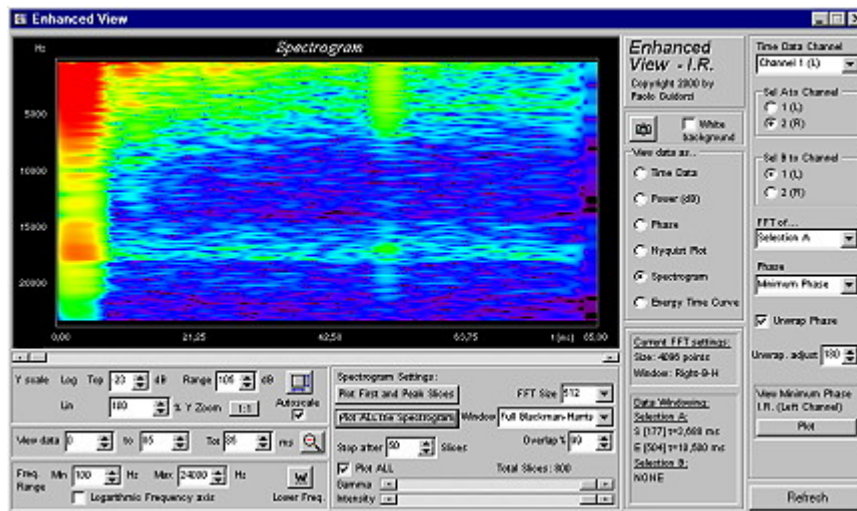 Enhanced View
Hz
Spectrogram
5000
10000
15000
20000
0,00
21,25
42,50
63,75
t(ms)
85,00
Enhanced
View - I.R.
Copyright 2000 by
Paolo Guidorzi
White
background
View data as...
Time Data
Power (dB)
Phase
Nyquist Plot
Spectrogram
Energy Time Curve
Current FFT settings:
Size: 4096 points
Window: Right-B-H
Data Windowing:
Selection A:
Selection B:
NONE
Time Data Channel
Channel 1 (L)
Sel A to Channel
1 (L)
2 (R)
Sel B to Channel
1 (L)
2 (R)
FFT of...
Selection A
Phase
Minimum Phase
Unwrap Phase
Unwrap. adjust 180
View Minimum Phase
I.R. (Left Channel)
Plot
Refresh
Y scale Log Top dB Range 105 dB
Lin 100 % Y Zoom 1:1 Autoscale
View data 0 to 85 Tot 85 ms
Freq. Range Min 100 Hz Max 24000 Hz
Logarithmic Frequency axis Lower Freq.
Spectrogram Settings:
Plot First and Peak Slices FFT Size 512
Plot ALL the Spectrogram Window Full Blackman-Harris
Stop after 50 Slices Overlap % 99
Plot ALL Total Slices: 800
Gamma
Intensity